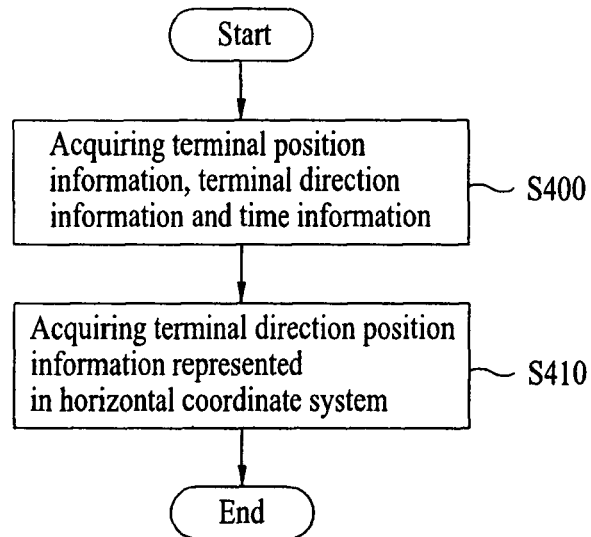 Start
Acquiring terminal position
information, terminal direction
information and time information
S400
Acquiring terminal direction position
information represented
in horizontal coordinate system
S410
End